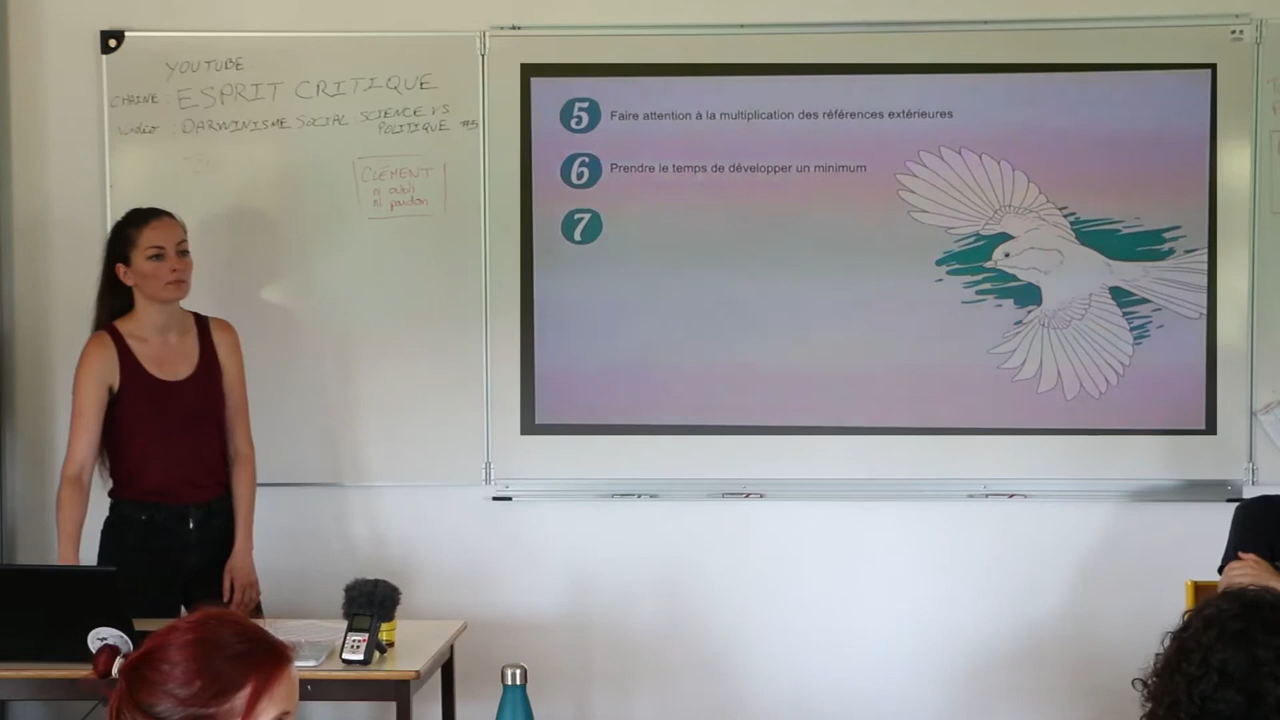 YOUTUBE
CHAINE : ESPRIT CRITIQUE
Vidéo : DARWINISME SOCIAL : SCIENCE VS
POLITIQUE #5
CLÉMENT
ni oubli
ni pardon
5 Faire attention à la multiplication des références extérieures
6 Prendre le temps de développer un minimum
7